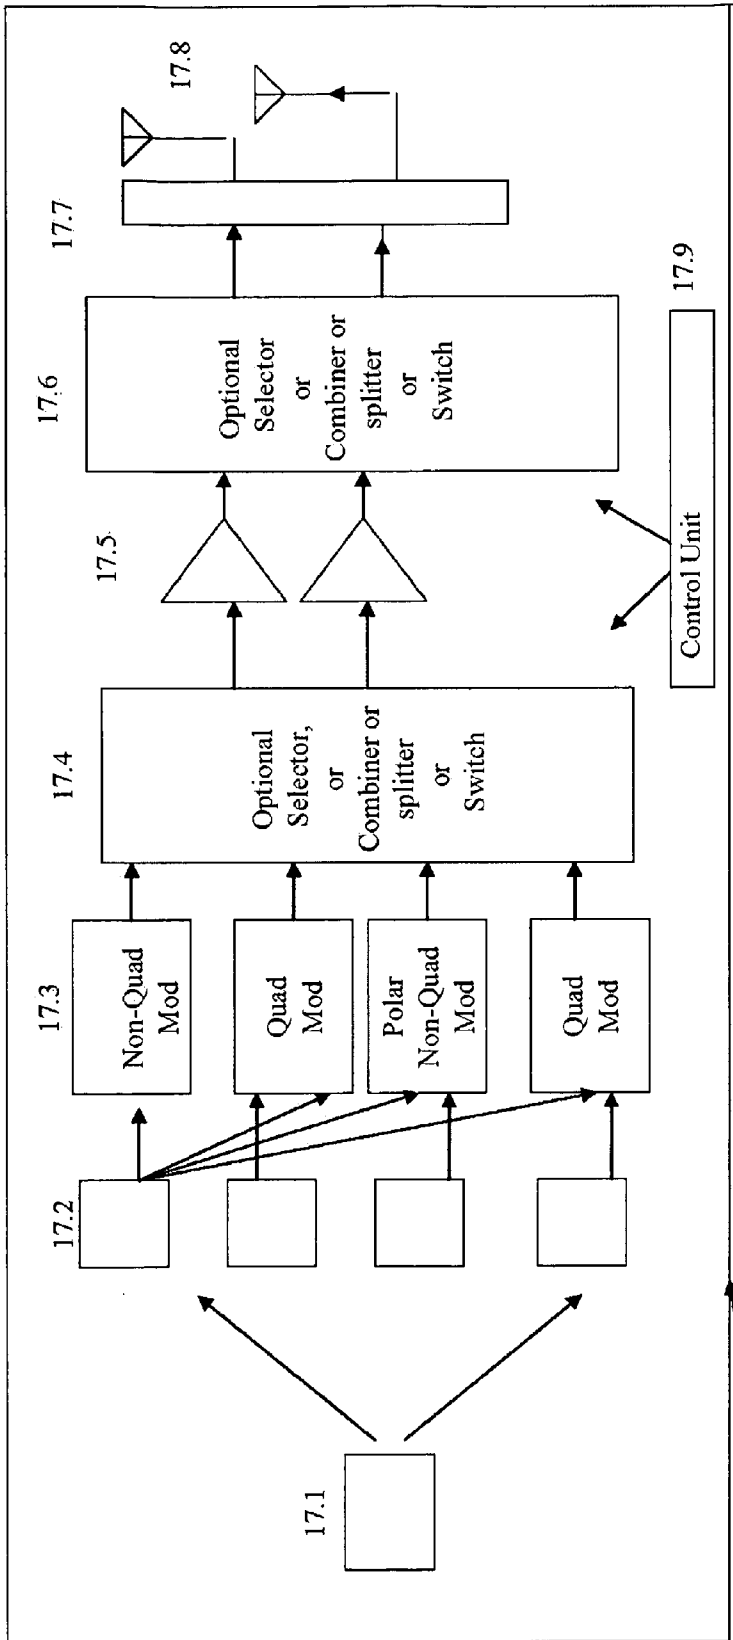 17.1
17.2
17.3
Non-Quad
Mod
Quad
Mod
Polar
Non-Quad
Mod
Quad
Mod
17.4
Optional
Selector,
or
Combiner or
splitter
or
Switch
17.5
17.6
Optional
Selector
or
Combiner or
splitter
or
Switch
17.7
17.8
Control Unit
17.9